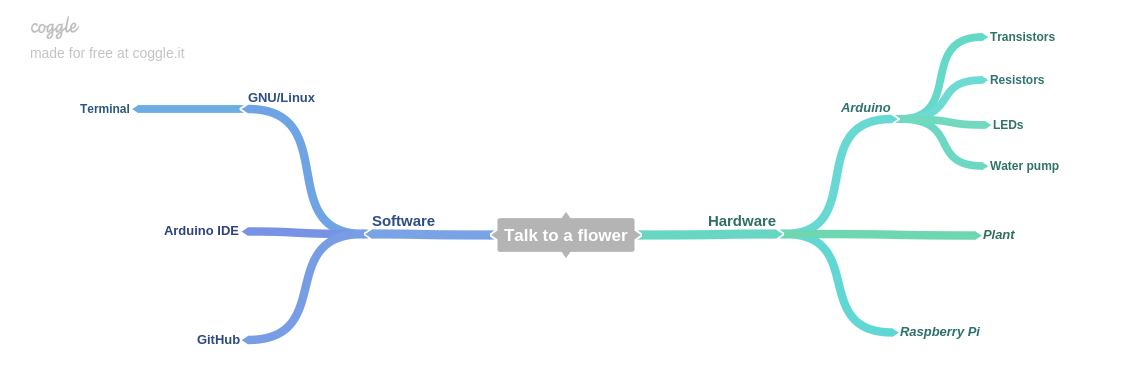 coggle
made for free at coggle.it
Talk to a flower
Software
GNU/Linux
Terminal
Arduino IDE
GitHub
Hardware
Arduino
Transistors
Resistors
LEDs
Water pump
Plant
Raspberry Pi